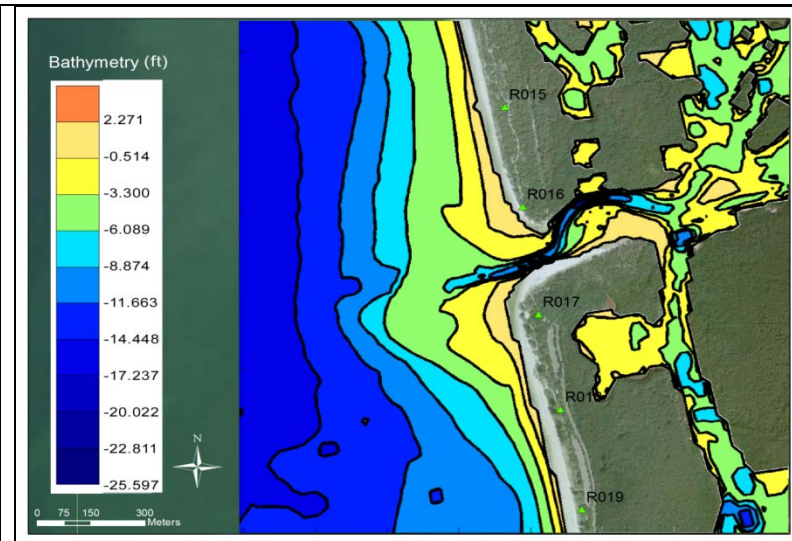 Bathymetry (ft)
2.271
-0.514
-3.300
-6.089
-8.874
-11.663
-14.448
-17.237
-20.022
-22.811
-25.597
N
0 75 150 300
Meters
R015
R016
R017
R019